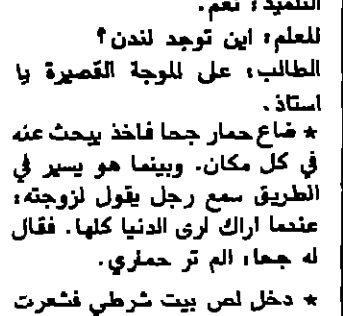 التلميذ: نعم.
المعلم: اين توجد لندن؟
الطالب: على الموجة القصيرة يا
استاذ.
* ضاع حمار جحا فاخذ يبحث عنه
في كل مكان. وبينما هو يسير في
الطريق سمع رجل يقول لزوجته:
عندما اراك ارى الدنيا كلها. فقال
له جحا: الم تر حماري.
* دخل لص بيت شرطي فشعرت